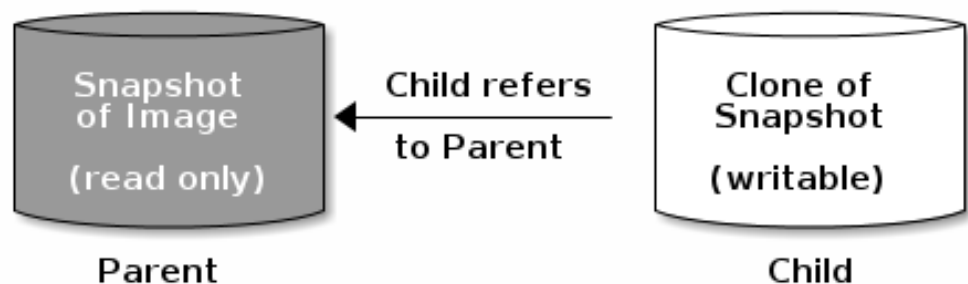 Snapshot
of Image
(read only)
Parent
Child refers
to Parent
Clone of
Snapshot
(writable)
Child